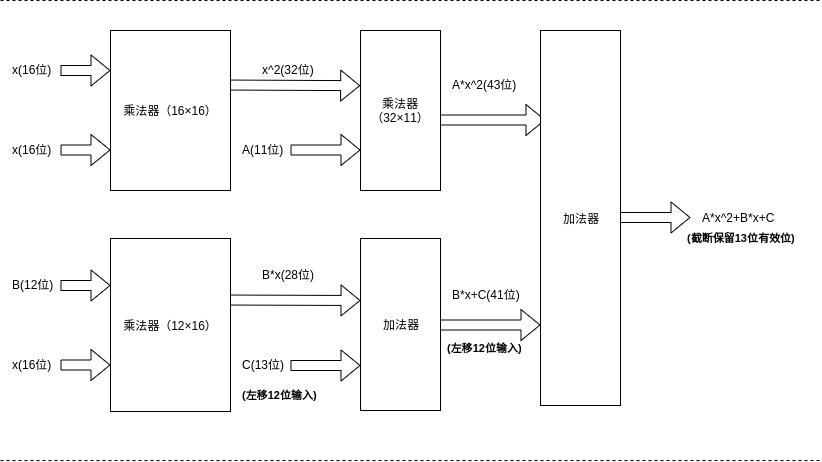 x(16位)
x(16位)
乘法器（16×16）
x^2(32位)
A(11位)
乘法器
（32×11）
A*x^2(43位)
B(12位)
x(16位)
乘法器（12×16）
B*x(28位)
C(13位)
(左移12位输入)
加法器
B*x+C(41位)
(左移12位输入)
加法器
A*x^2+B*x+C
(截断保留13位有效位)